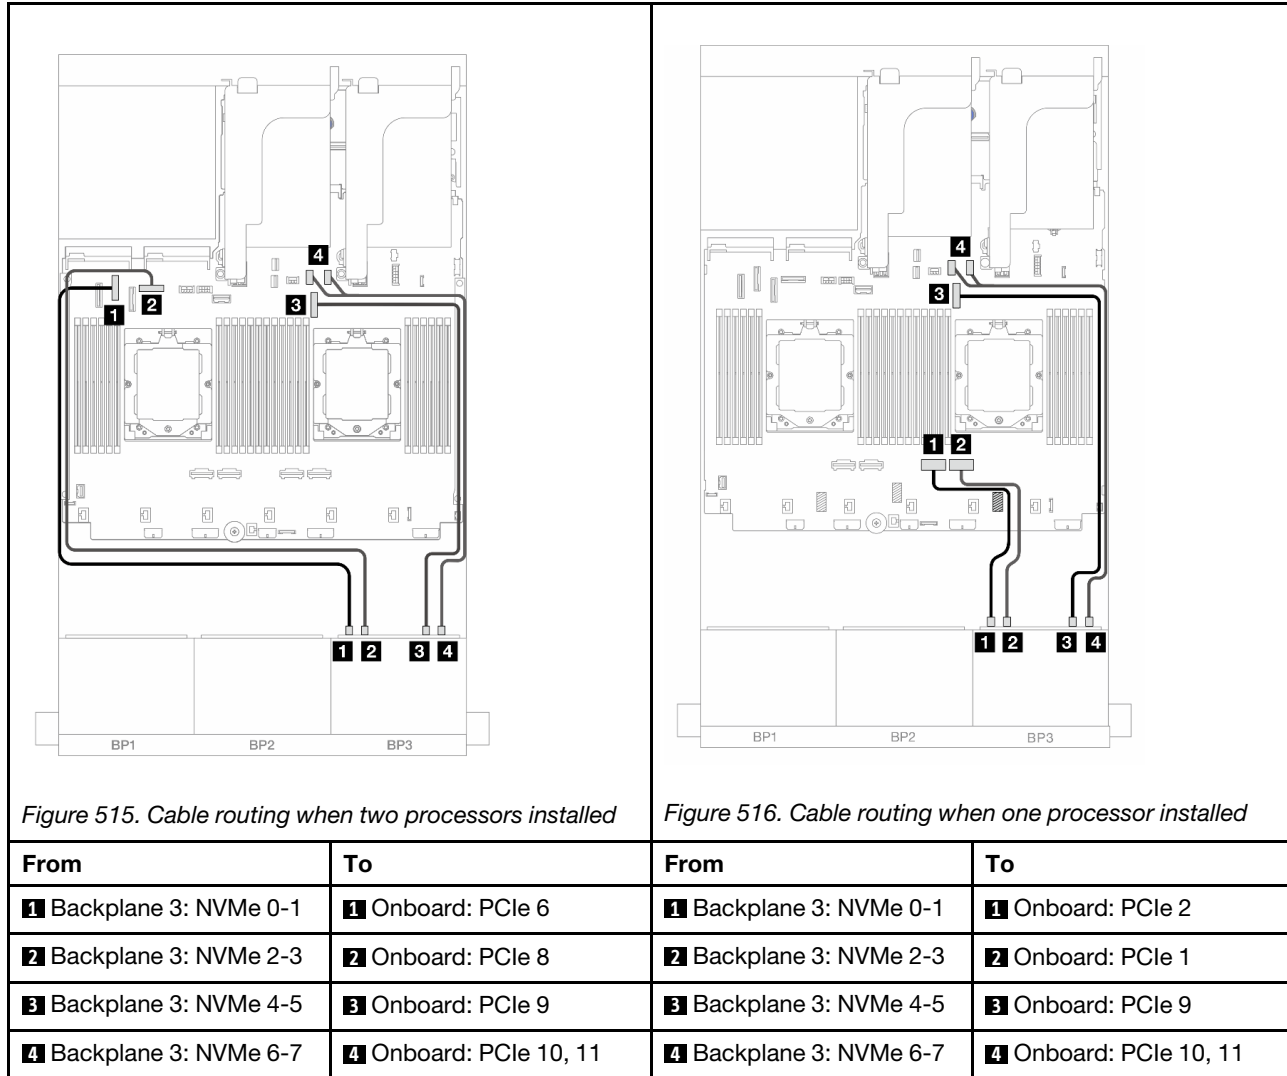 4
3
1
2
1 2 3 4
BP1 BP2 BP3
Figure 515. Cable routing when two processors installed
4
3
1 2
1 2 3 4
BP1 BP2 BP3
Figure 516. Cable routing when one processor installed
From To From To
1 Backplane 3: NVMe 0-1 1 Onboard: PCIe 6 1 Backplane 3: NVMe 0-1 1 Onboard: PCIe 2
2 Backplane 3: NVMe 2-3 2 Onboard: PCIe 8 2 Backplane 3: NVMe 2-3 2 Onboard: PCIe 1
3 Backplane 3: NVMe 4-5 3 Onboard: PCIe 9 3 Backplane 3: NVMe 4-5 3 Onboard: PCIe 9
4 Backplane 3: NVMe 6-7 4 Onboard: PCIe 10, 11 4 Backplane 3: NVMe 6-7 4 Onboard: PCIe 10, 11